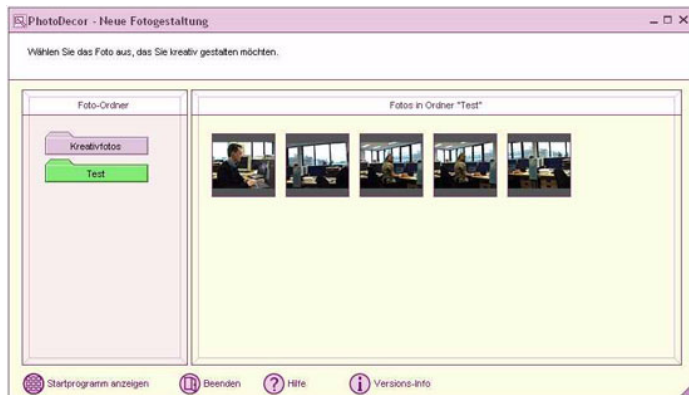 PhotoDecor - Neue Fotogestaltung
Wählen Sie das Foto aus, das Sie kreativ gestalten möchten.
Foto-Ordner
Kreativfotos
Test
Fotos in Ordner "Test"
Startprogramm anzeigen
Beenden
? Hilfe
i Versions-Info